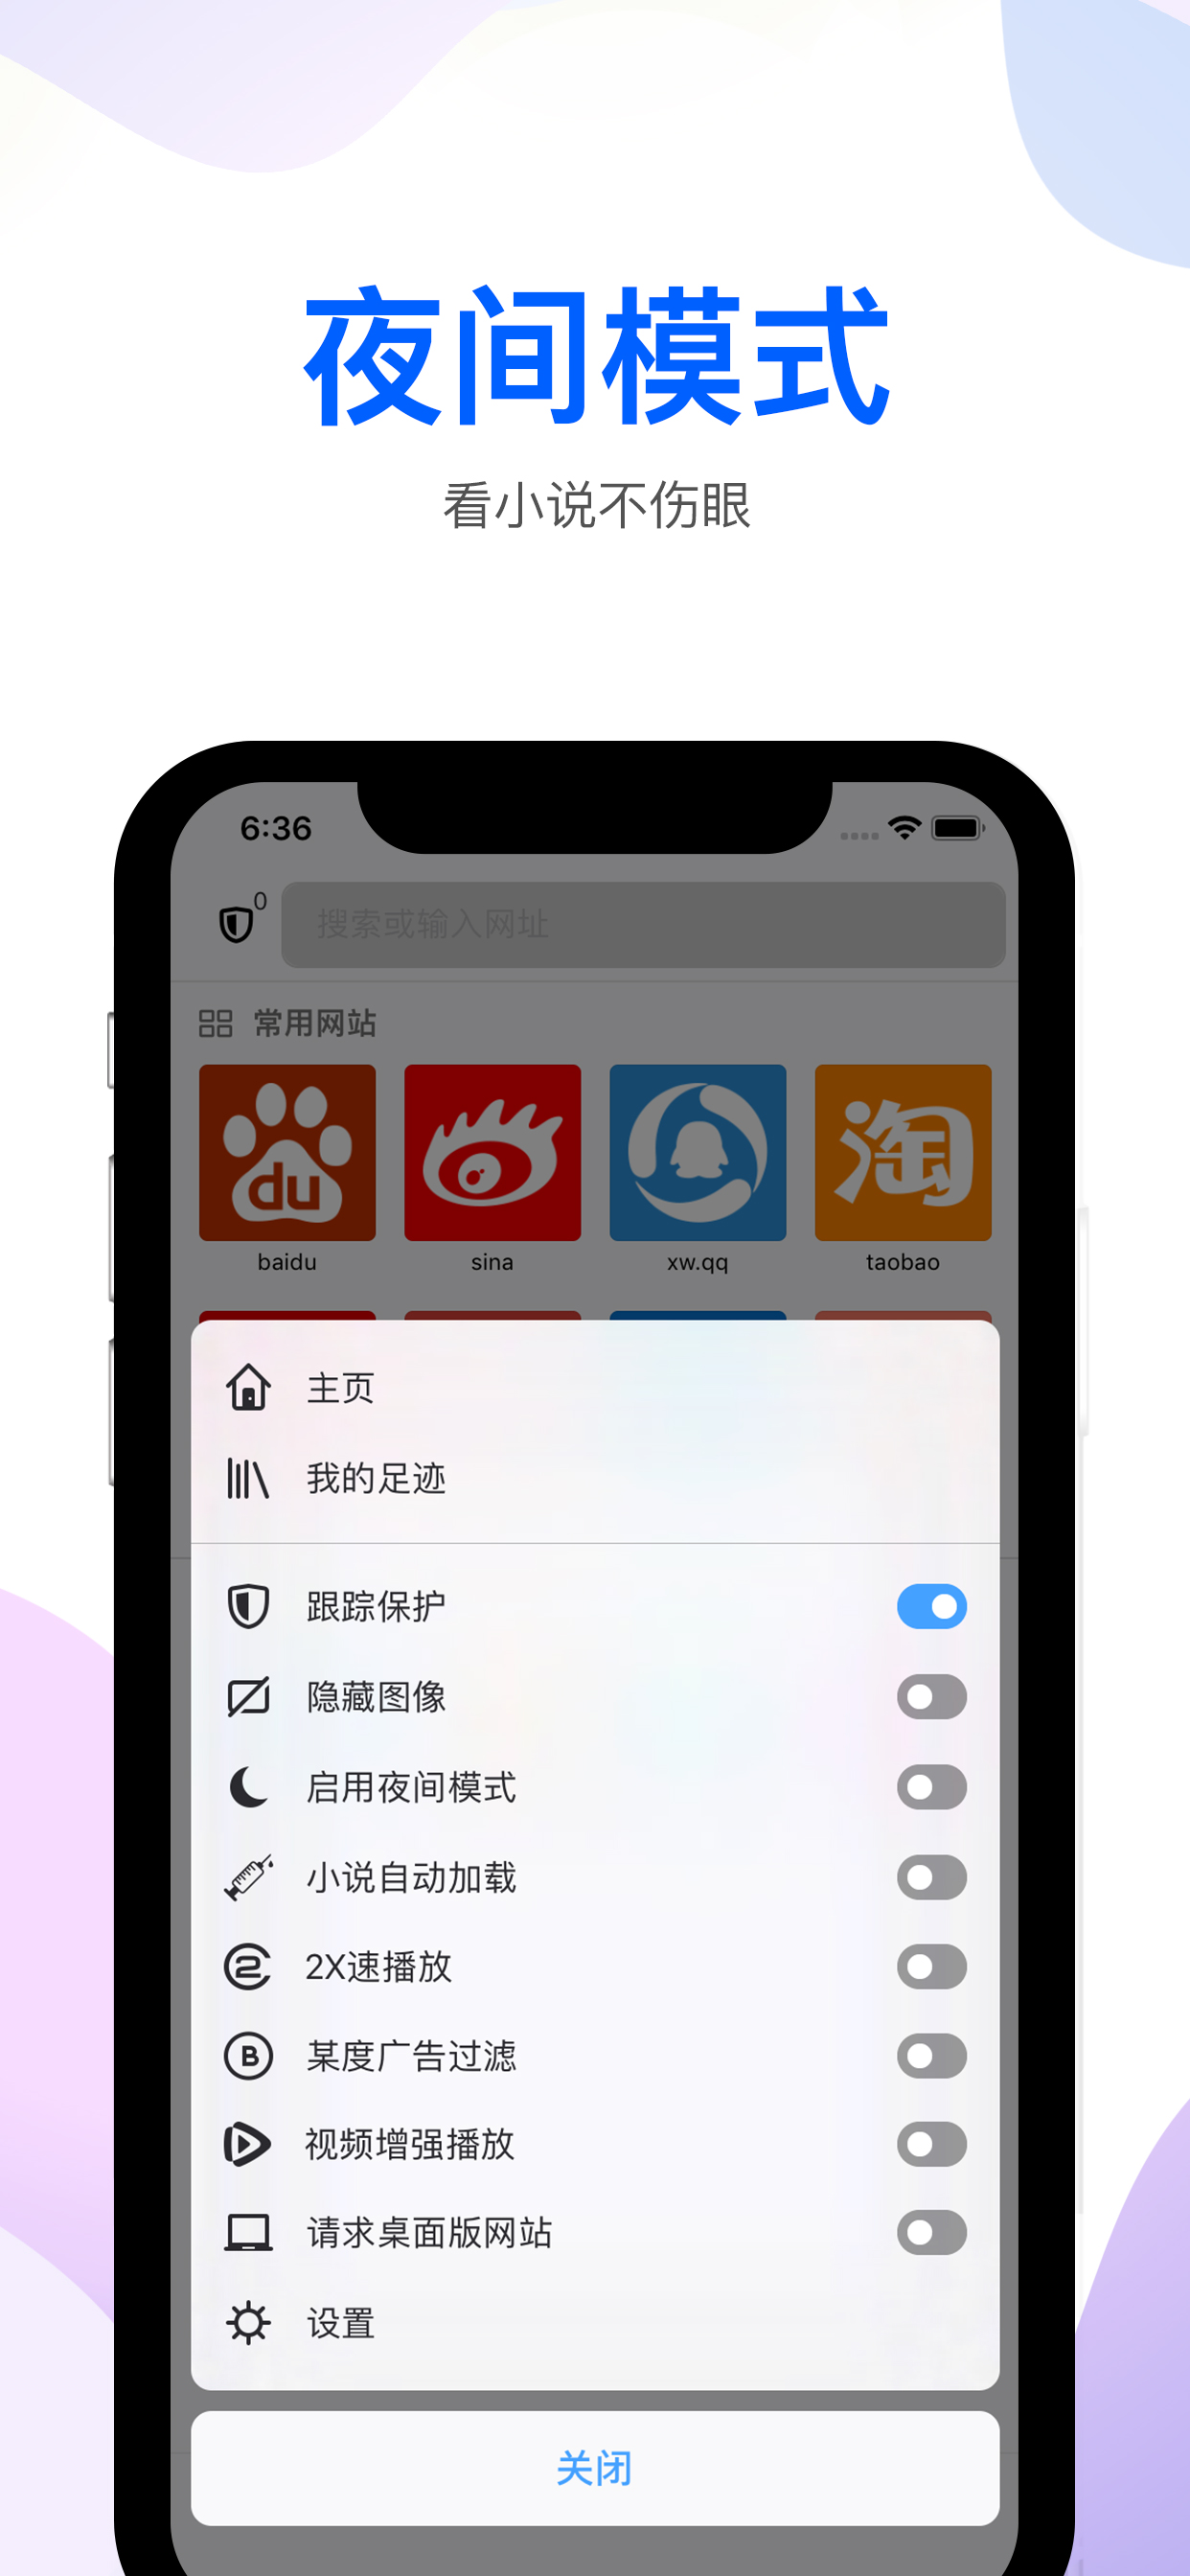 夜间模式
看小说不伤眼
6:36
0
搜索或输入网址
常用网站
du
淘
baidu
sina
xw.qq
taobao
主页
我的足迹
跟踪保护
隐藏图像
启用夜间模式
小说自动加载
2
2X速播放
B
某度广告过滤
视频增强播放
请求桌面版网站
设置
关闭